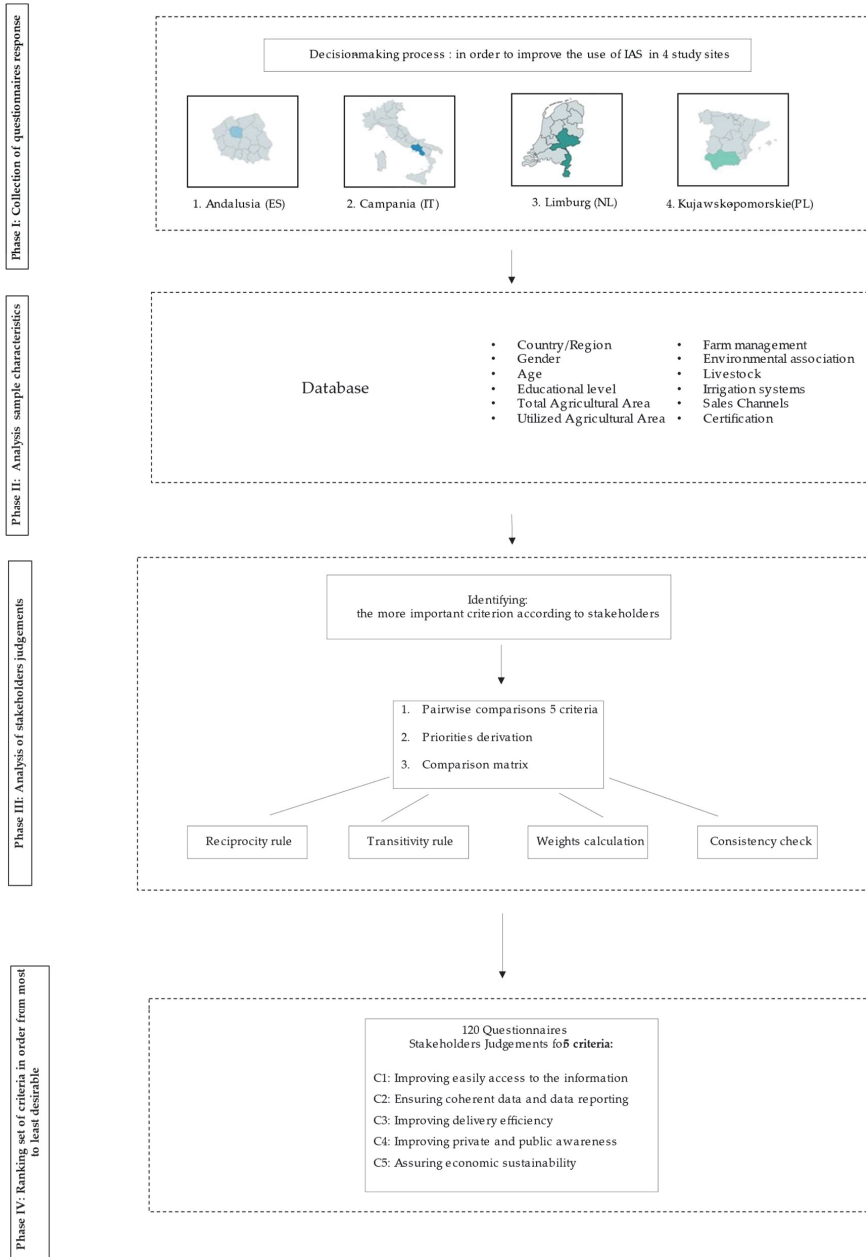 Phase I: Collection of questionnaires response
Decisionmaking process : in order to improve the use of IAS in 4 study sites
1. Andalusia (ES)
2. Campania (IT)
3. Limburg (NL)
4. Kujawskopomorskie(PL)
Phase II: Analysis sample characteristics
Database
• Country/Region
• Gender
• Age
• Educational level
• Total Agricultural Area
• Utilized Agricultural Area
• Farm management
• Environmental association
• Livestock
• Irrigation systems
• Sales Channels
• Certification
Phase III: Analysis of stakeholders judgements
Identifying:
the more important criterion according to stakeholders
1. Pairwise comparisons 5 criteria
2. Priorities derivation
3. Comparison matrix
Reciprocity rule
Transitivity rule
Weights calculation
Consistency check
Phase IV: Ranking set of criteria in order from most
to least desirable
120 Questionnaires
Stakeholders Judgements for5 criteria:
C1: Improving easily access to the information
C2: Ensuring coherent data and data reporting
C3: Improving delivery efficiency
C4: Improving private and public awareness
C5: Assuring economic sustainability